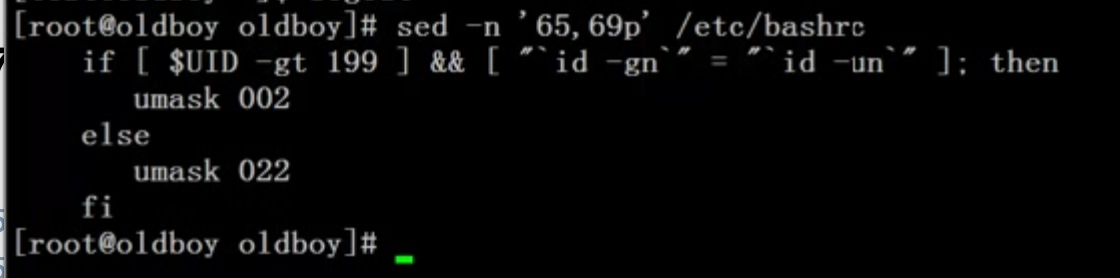 [root@oldboy oldboy]# sed -n '65,69p' /etc/bashrc
if [ $UID -gt 199 ] && [ "`id -gn`" = "`id -un`" ]; then
umask 002
else
umask 022
fi
[root@oldboy oldboy]#